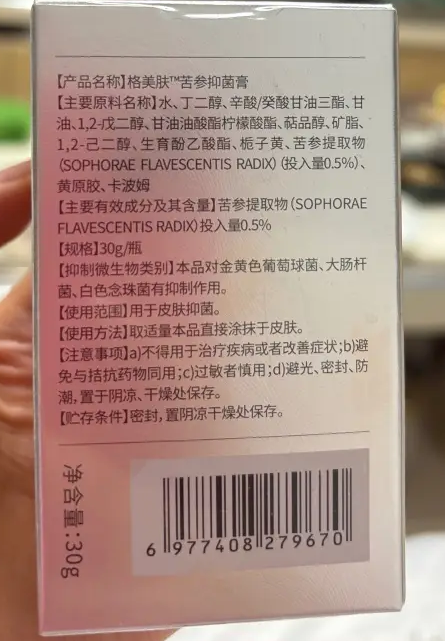 【产品名称】格美肤™苦参抑菌膏
【主要原料名称】水、丁二醇、辛酸/癸酸甘油三酯、甘
油、1,2-戊二醇、甘油油酸酯柠檬酸酯、萜品醇、矿脂、
1,2-己二醇、生育酚乙酸酯、栀子黄、苦参提取物
(SOPHORAE FLAVESCENTIS RADIX)(投入量0.5%)、
黄原胶、卡波姆
【主要有效成分及其含量】苦参提取物(SOPHORAE
FLAVESCENTIS RADIX)投入量0.5%
【规格】30g/瓶
【抑制微生物类别】本品对金黄色葡萄球菌、大肠杆
菌、白色念珠菌有抑制作用。
【使用范围】用于皮肤抑菌。
【使用方法】取适量本品直接涂抹于皮肤。
【注意事项】a)不得用于治疗疾病或者改善症状;b)避
免与拮抗药物同用;c)过敏者慎用;d)避光、密封、防
潮,置于阴凉、干燥处保存。
【贮存条件】密封,置阴凉干燥处保存。
净含量:30g
6 977408 279670